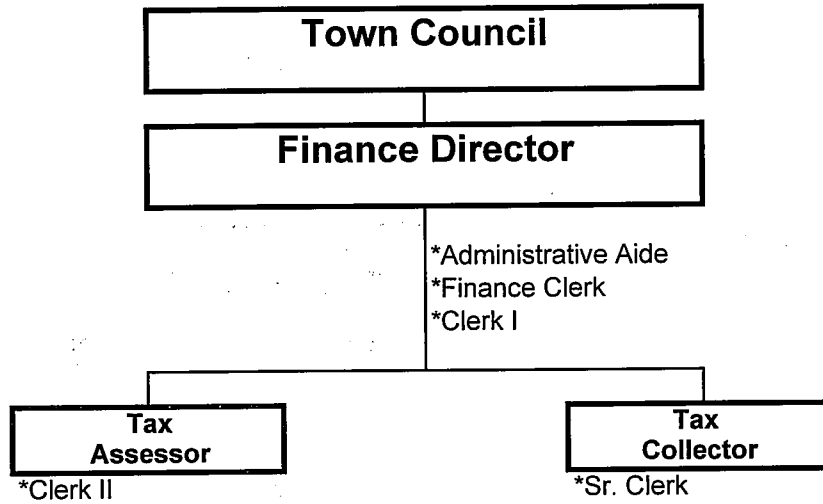 Town Council
Finance Director
*Administrative Aide
*Finance Clerk
*Clerk I
Tax
Assessor
*Clerk II
Tax
Collector
*Sr. Clerk